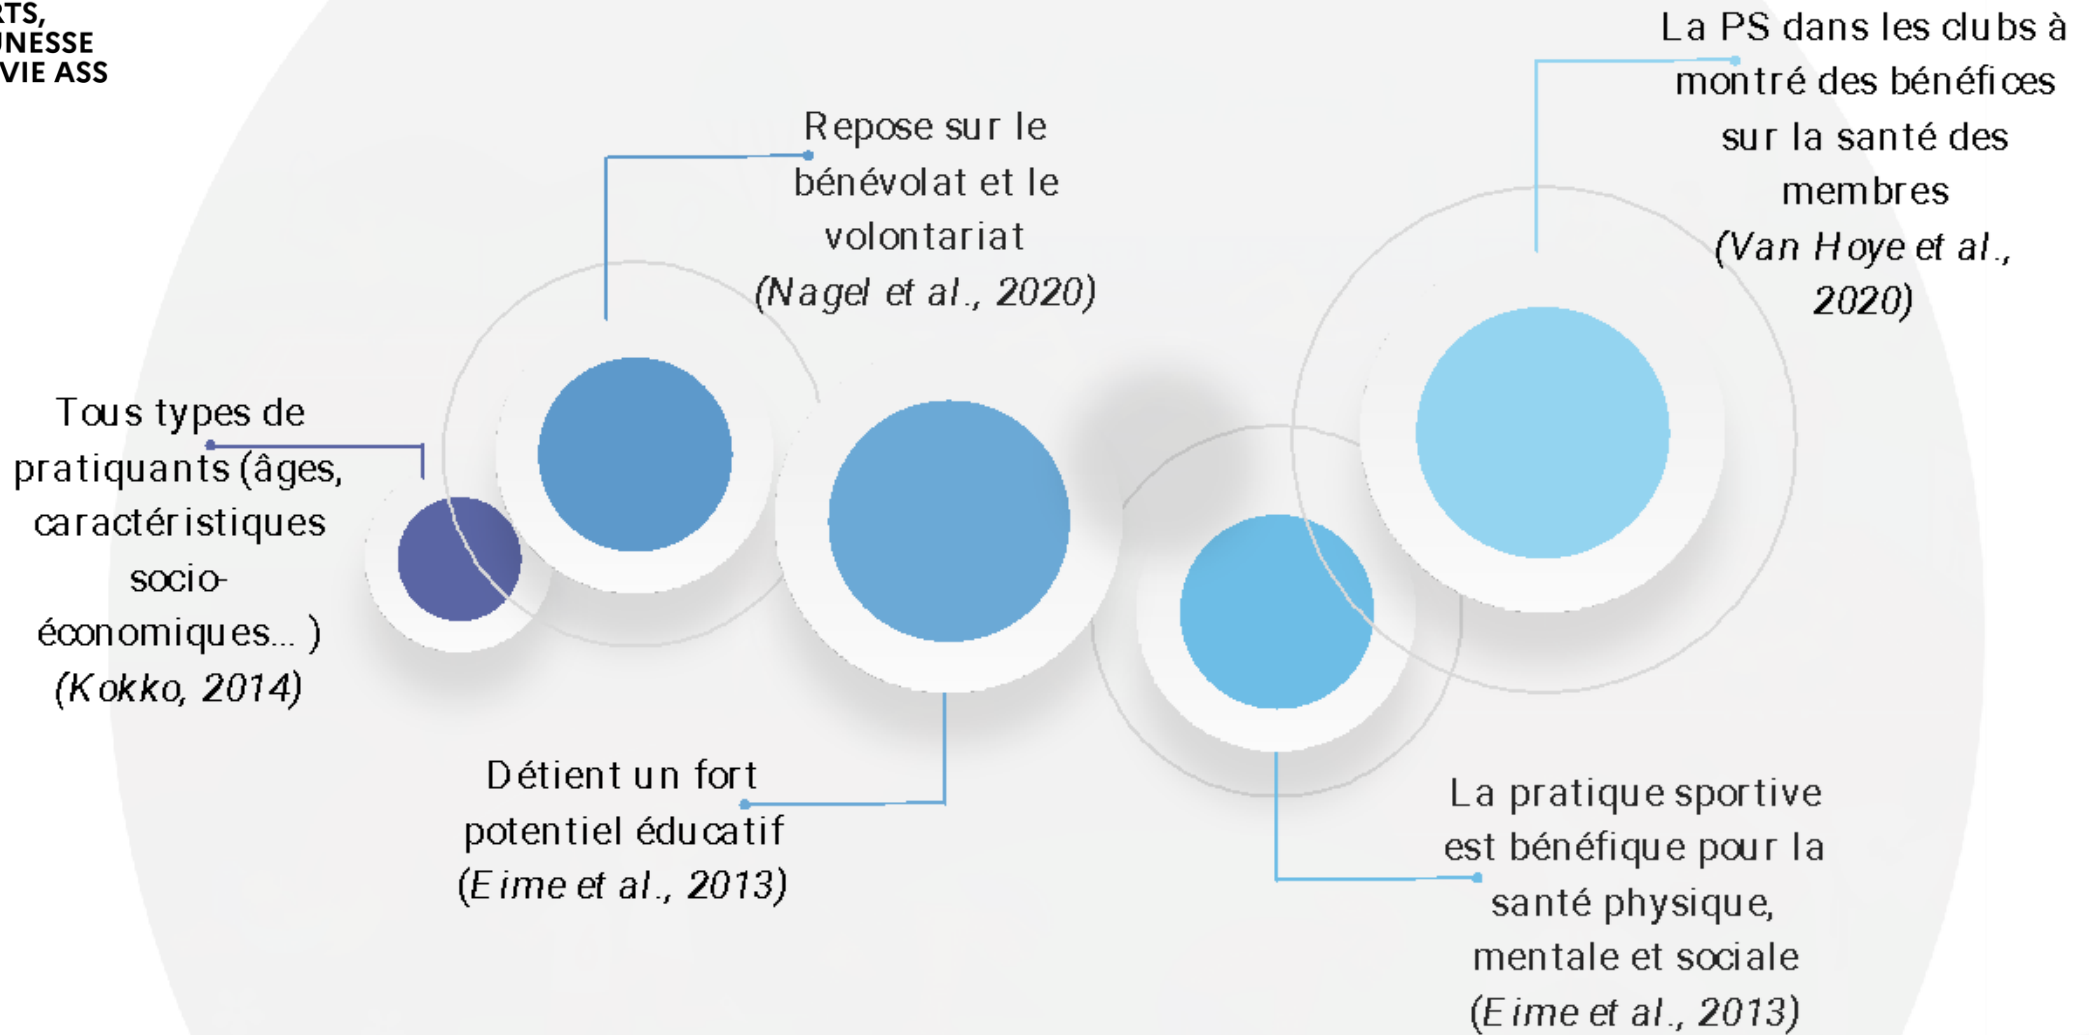 RTS,
UNESSE
VIE ASS
Tous types de
pratiquants (âges,
caractéristiques
socio-
économiques... )
(Kokko, 2014)
Repose sur le
bénévolat et le
volontariat
(Nagel et al., 2020)
Détient un fort
potentiel éducatif
(Eime et al., 2013)
La pratique sportive
est bénéfique pour la
santé physique,
mentale et sociale
(Eime et al., 2013)
La PS dans les clubs à
montré des bénéfices
sur la santé des
membres
(Van Hoye et al.,
2020)